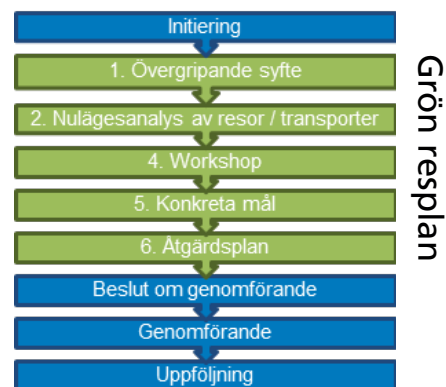 Initiering
1. Övergripande syfte
2. Nulägesanalys av resor / transporter
4. Workshop
5. Konkreta mål
6. Åtgärdsplan
Beslut om genomförande
Genomförande
Uppföljning
Grön resplan